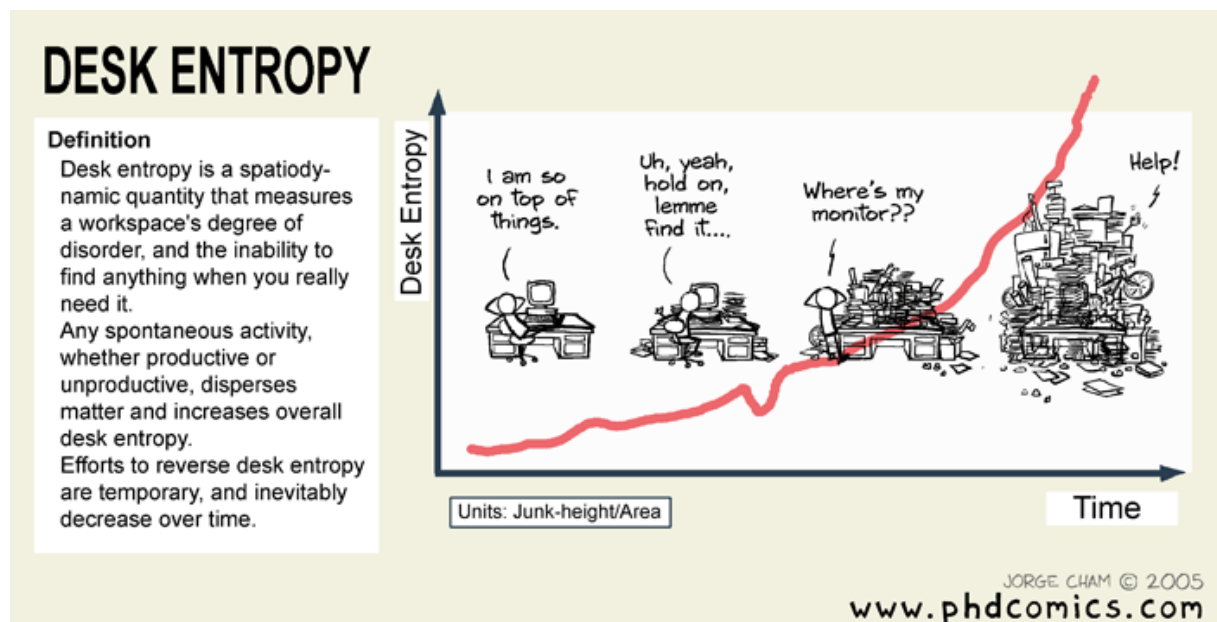 DESK ENTROPY
Definition
Desk entropy is a spatiody-
namic quantity that measures
a workspace's degree of
disorder, and the inability to
find anything when you really
need it.
Any spontaneous activity,
whether productive or
unproductive, disperses
matter and increases overall
desk entropy.
Efforts to reverse desk entropy
are temporary, and inevitably
decrease over time.
Desk Entropy
I am so
on top of
things.
Uh, yeah,
hold on,
lemme
find it....
Where's my
monitor??
Help!
Units: Junk-height/Area
Time
JORGE CHAM © 2005
www.phdcomics.com